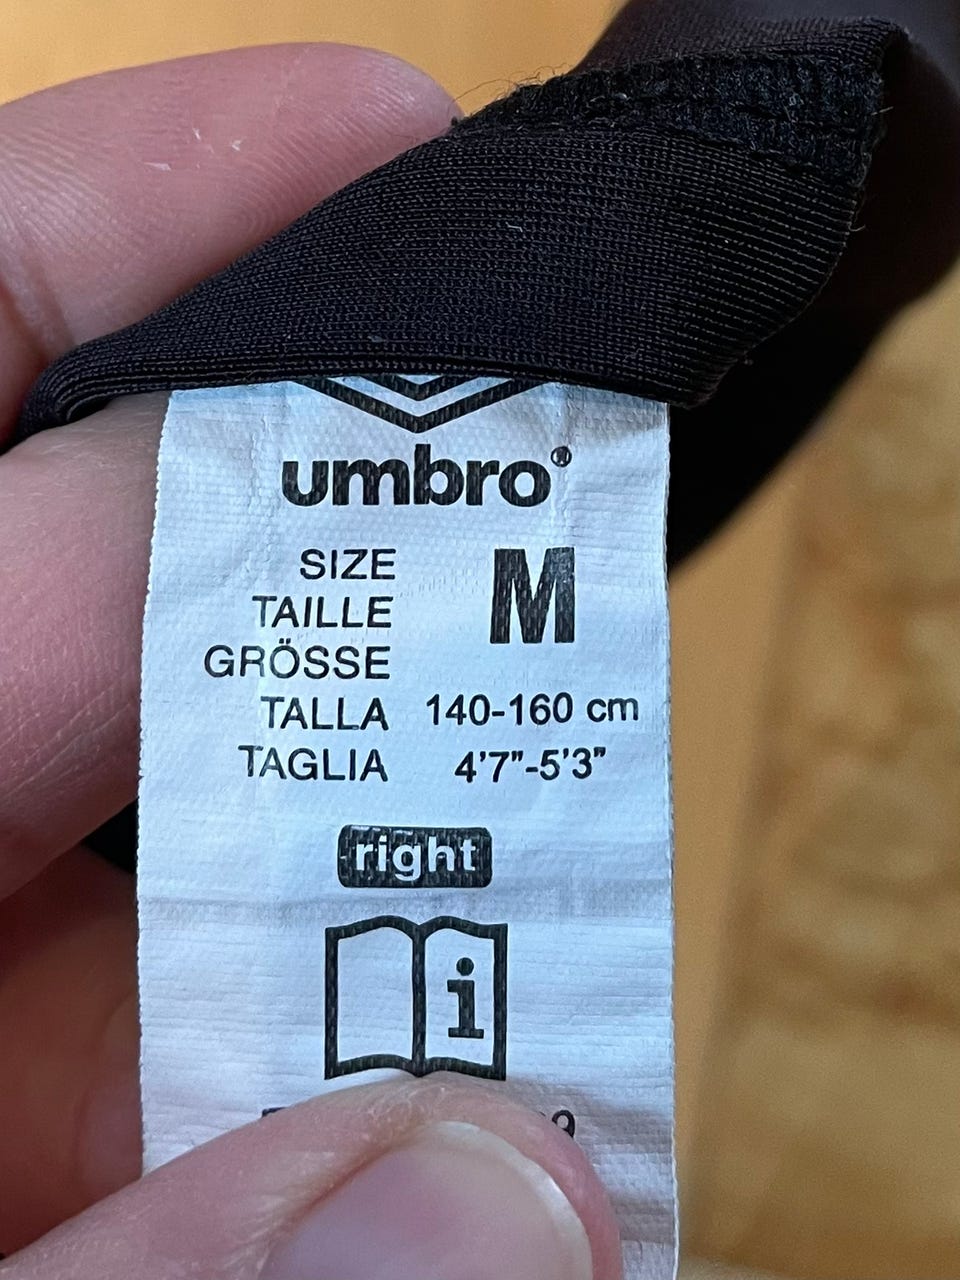 umbro®
SIZE M
TAILLE
GRÖSSE
TALLA 140-160 cm
TAGLIA 4'7"-5'3"
right
i